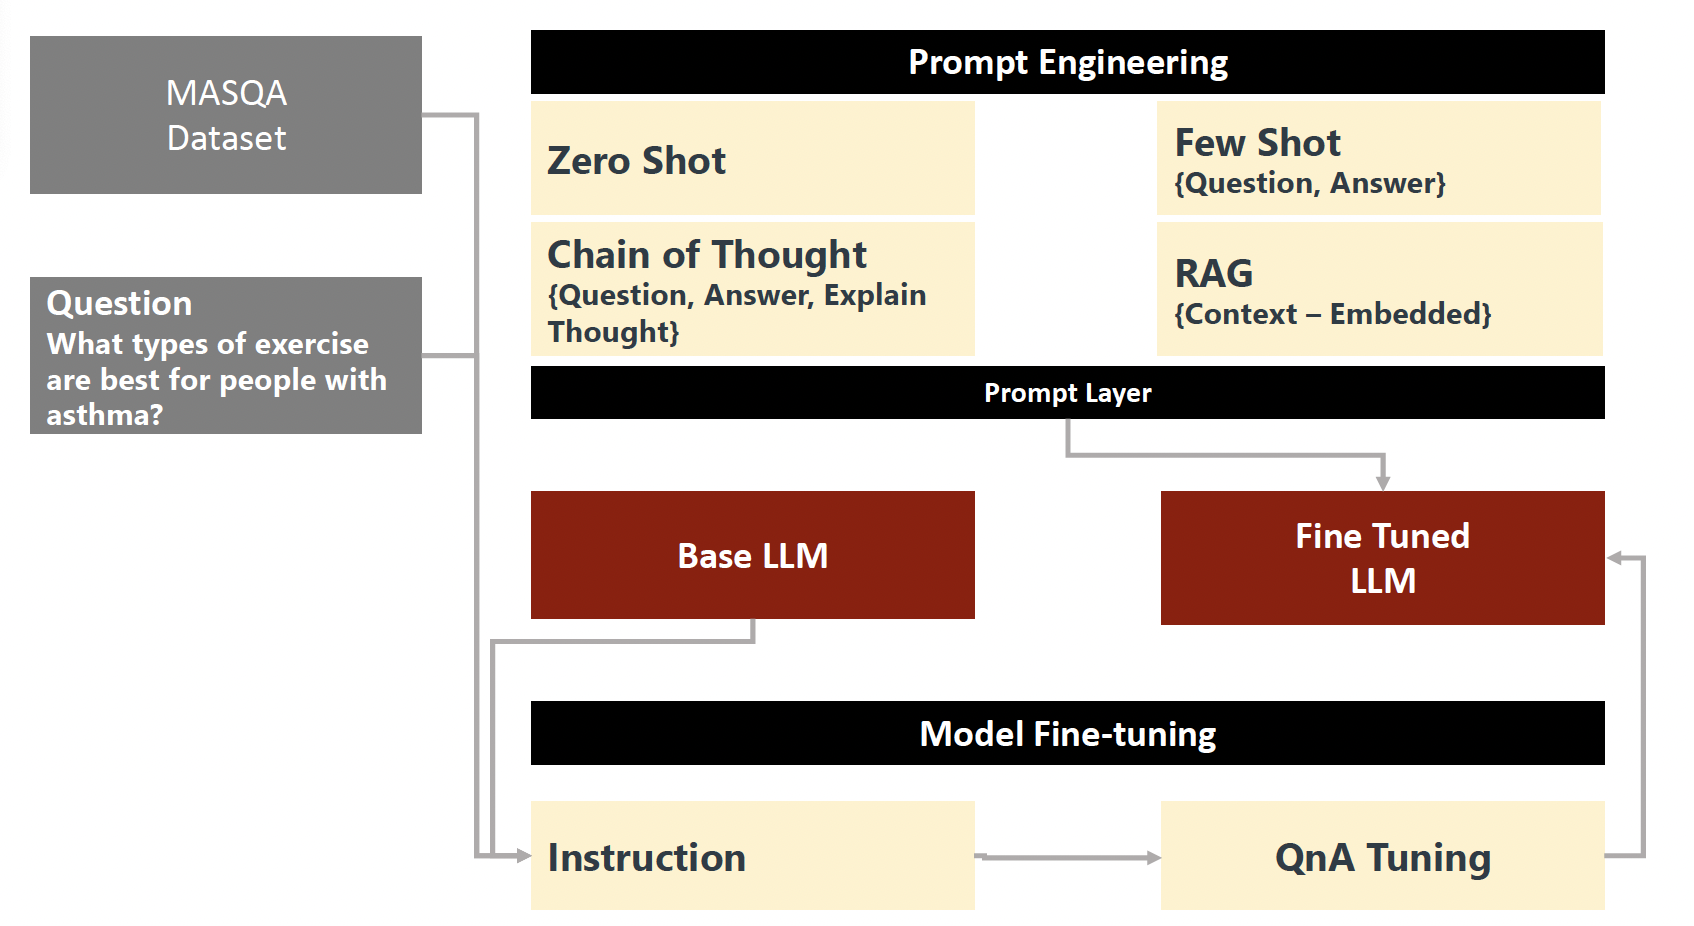 MASQA
Dataset
Question
What types of exercise
are best for people with
asthma?
Prompt Engineering
Zero Shot
Few Shot
{Question, Answer}
Chain of Thought
{Question, Answer, Explain
Thought}
RAG
{Context – Embedded}
Prompt Layer
Base LLM
Fine Tuned
LLM
Model Fine-tuning
Instruction
QnA Tuning